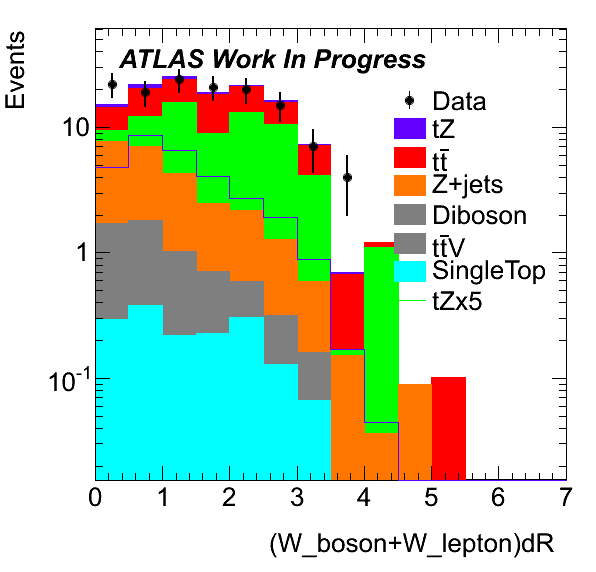 Events
ATLAS Work In Progress
Data
tZ
tt̄
Z+jets
Diboson
tt̄V
SingleTop
tZx5
10
1
10⁻¹
0 1 2 3 4 5 6 7
(W_boson+W_lepton)dR